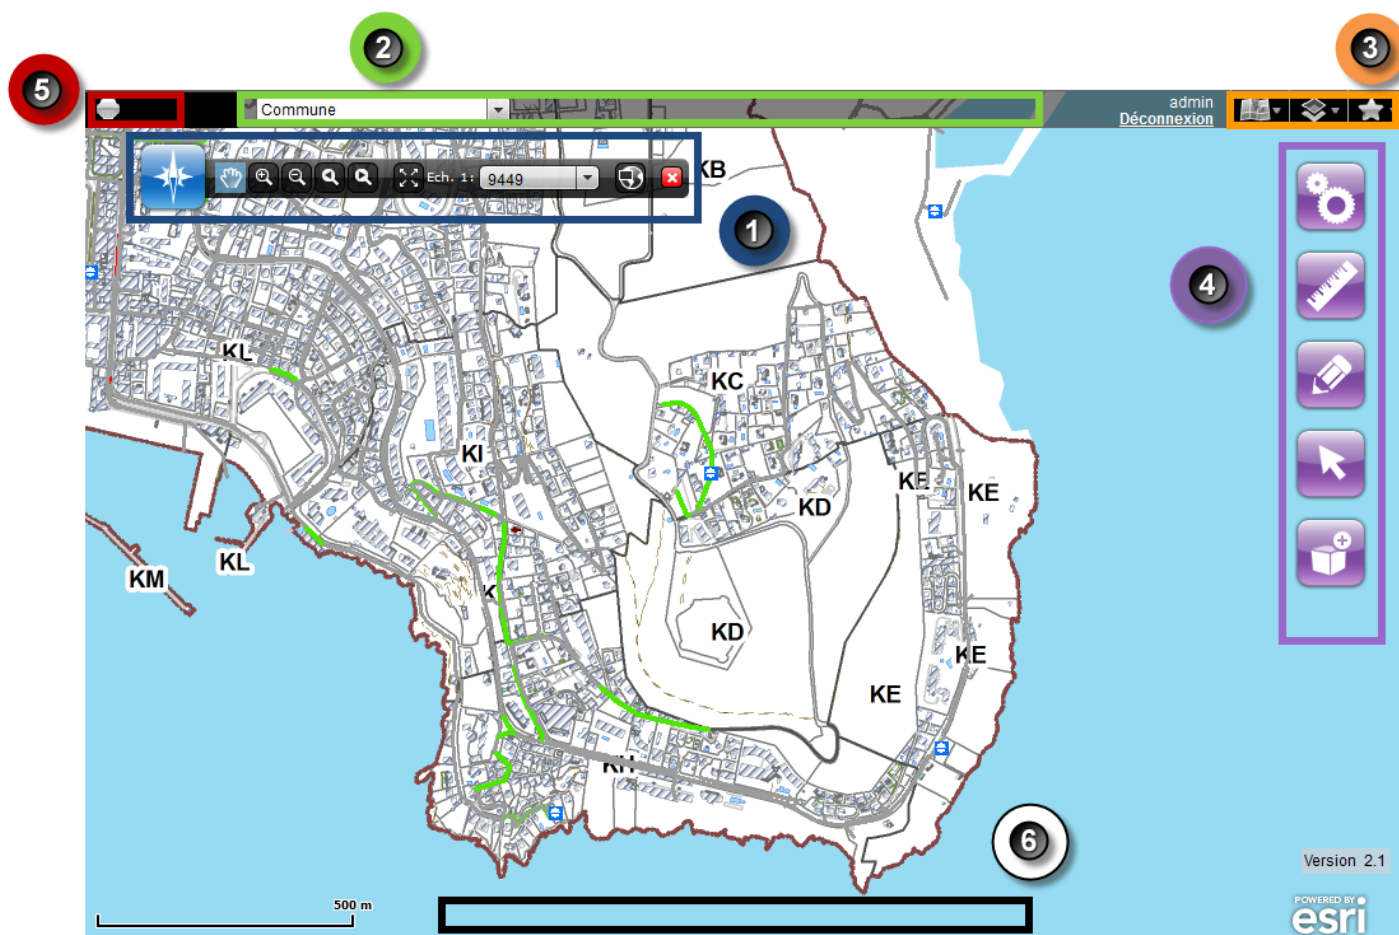 2
3
5
Commune
admin
Déconnexion
Ech. 1: 9449
KB
1
4
KL
KC
KI
KE
KE
KD
KL
KM
K
KD
KE
KE
KH
6
Version 2.1
500 m
POWERED BY
esri